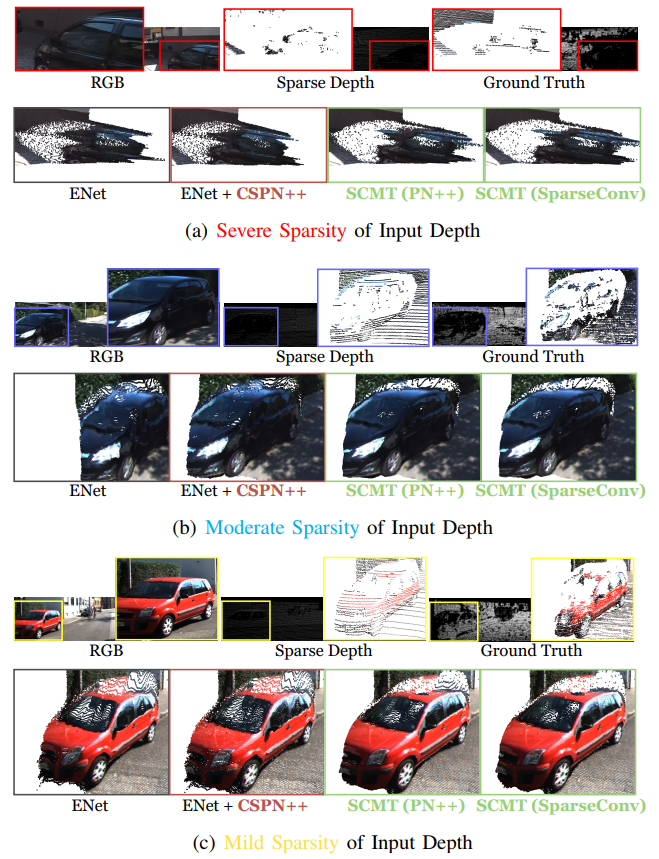 RGB Sparse Depth Ground Truth
ENet ENet + CSPN++ SCMT (PN++) SCMT (SparseConv)
(a) Severe Sparsity of Input Depth
RGB Sparse Depth Ground Truth
ENet ENet + CSPN++ SCMT (PN++) SCMT (SparseConv)
(b) Moderate Sparsity of Input Depth
RGB Sparse Depth Ground Truth
ENet ENet + CSPN++ SCMT (PN++) SCMT (SparseConv)
(c) Mild Sparsity of Input Depth